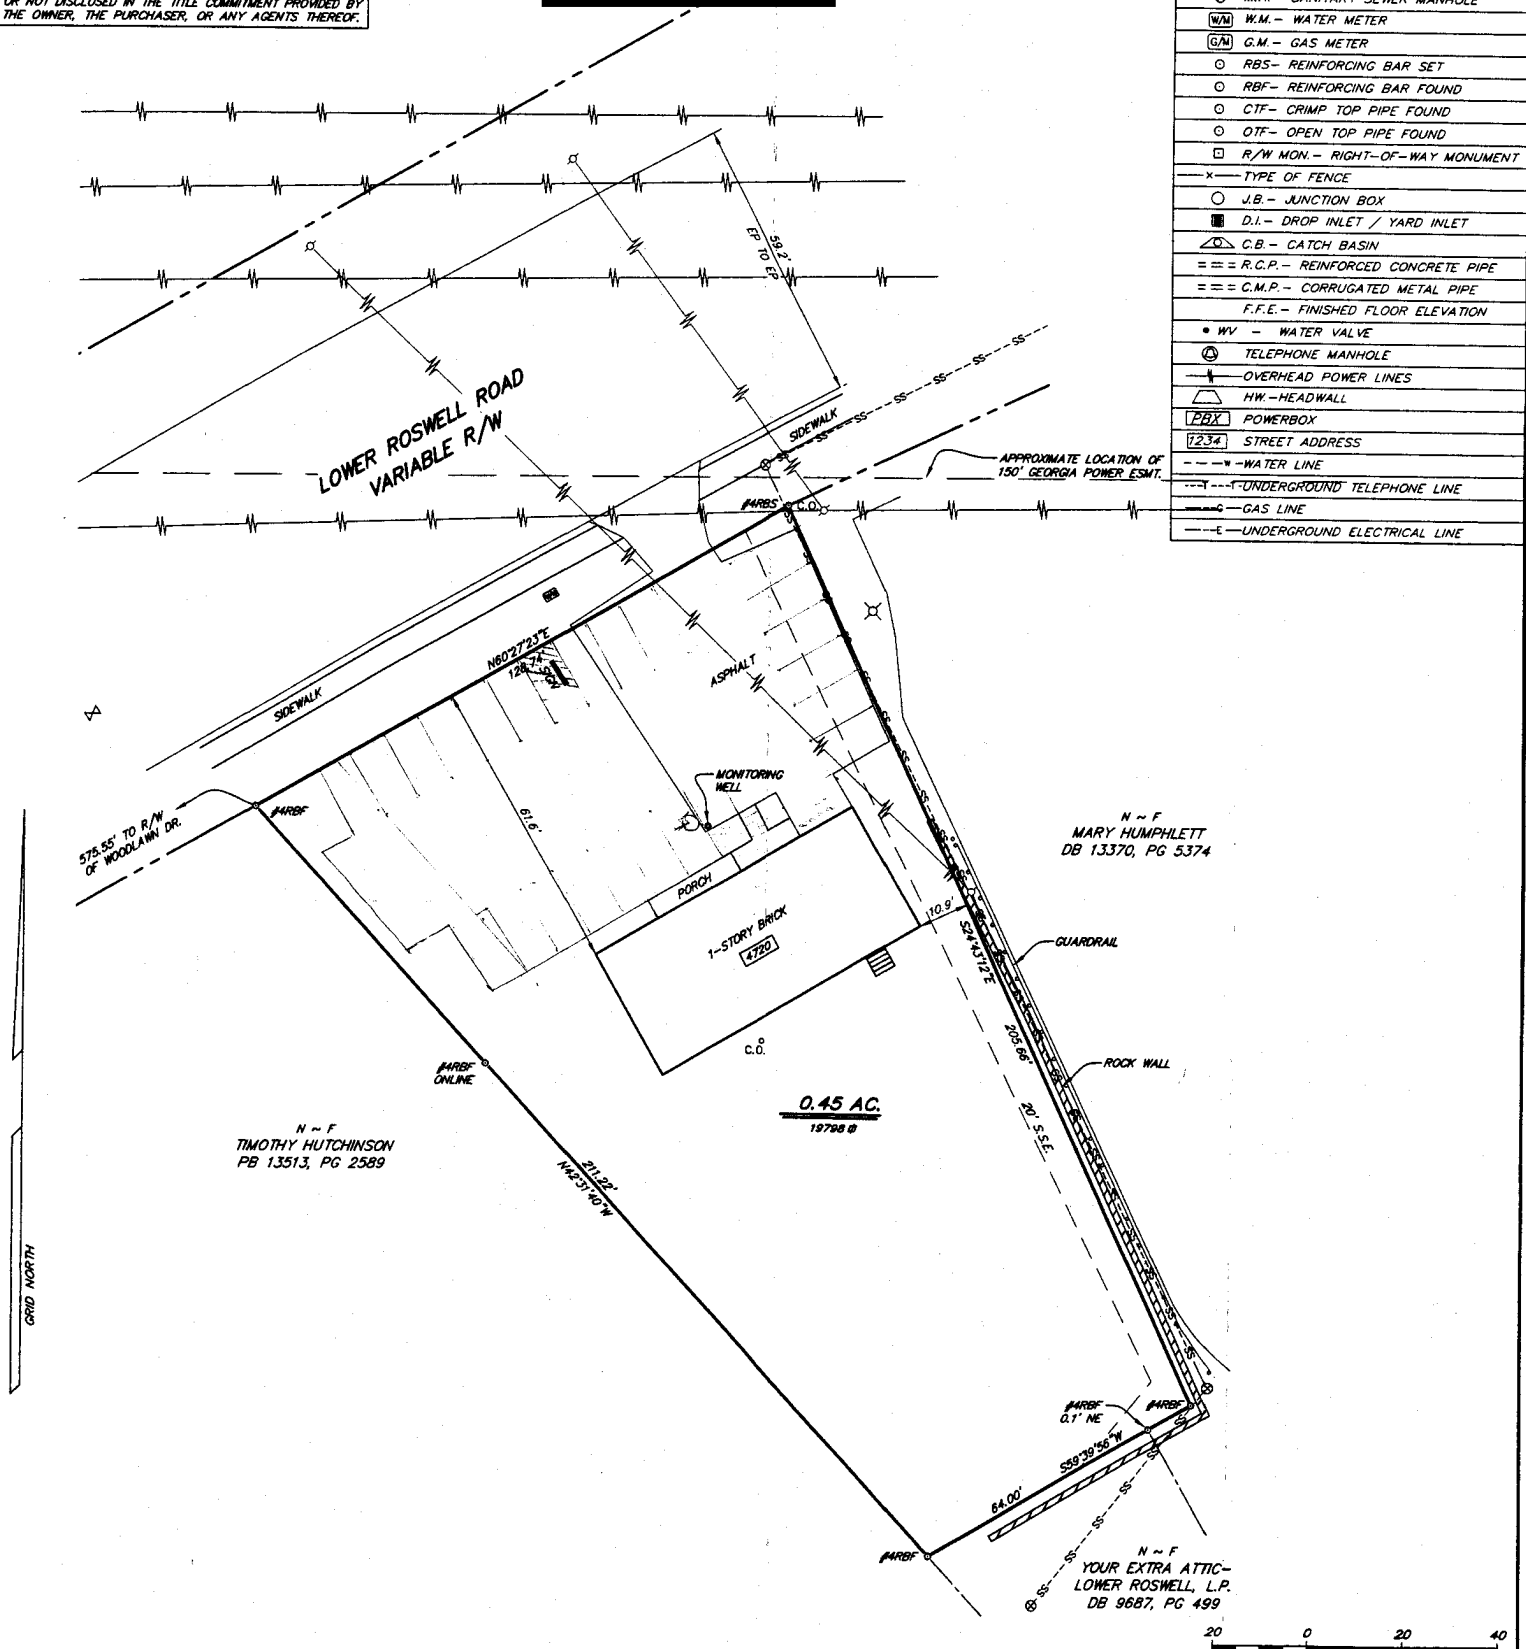 OR NOT DISCLOSED IN THE TITLE COMMITMENT PROVIDED BY
THE OWNER, THE PURCHASER, OR ANY AGENTS THEREOF.
SANITARY SEWER MANHOLE
W/M W.M.- WATER METER
G/M G.M.- GAS METER
RBS- REINFORCING BAR SET
RBF- REINFORCING BAR FOUND
CTF- CRIMP TOP PIPE FOUND
OTF- OPEN TOP PIPE FOUND
R/W MON.- RIGHT-OF-WAY MONUMENT
X TYPE OF FENCE
J.B.- JUNCTION BOX
D.I.- DROP INLET / YARD INLET
C.B.- CATCH BASIN
R.C.P.- REINFORCED CONCRETE PIPE
C.M.P.- CORRUGATED METAL PIPE
F.F.E.- FINISHED FLOOR ELEVATION
WV - WATER VALVE
TELEPHONE MANHOLE
OVERHEAD POWER LINES
HW.-HEADWALL
PBX POWERBOX
1234 STREET ADDRESS
W WATER LINE
T T UNDERGROUND TELEPHONE LINE
G GAS LINE
E UNDERGROUND ELECTRICAL LINE
59.2'
EP TO EP
LOWER ROSWELL ROAD
VARIABLE R/W
SIDEWALK
APPROXIMATE LOCATION OF
150' GEORGIA POWER ESMT.
#4RBS
C.O.
W/M
N60°27'23"E
128.74'
SIGN
ASPHALT
SIDEWALK
MONITORING
WELL
61.6'
#4RBF
575.55' TO R/W
OF WOODLAWN DR.
N ~ F
MARY HUMPHLETT
DB 13370, PG 5374
PORCH
1-STORY BRICK
4720
10.9'
S24°43'12"E
205.66'
GUARDRAIL
ROCK WALL
C.O.
#4RBF
ONLINE
0.45 AC.
19798
20' S.S.E.
N ~ F
TIMOTHY HUTCHINSON
PB 13513, PG 2589
211.22'
N42°31'40"W
GRID NORTH
#4RBF
0.1' NE
#4RBF
S59°39'56"W
64.00'
#4RBF
N ~ F
YOUR EXTRA ATTIC-
LOWER ROSWELL, L.P.
DB 9687, PG 499
20 0 20 40